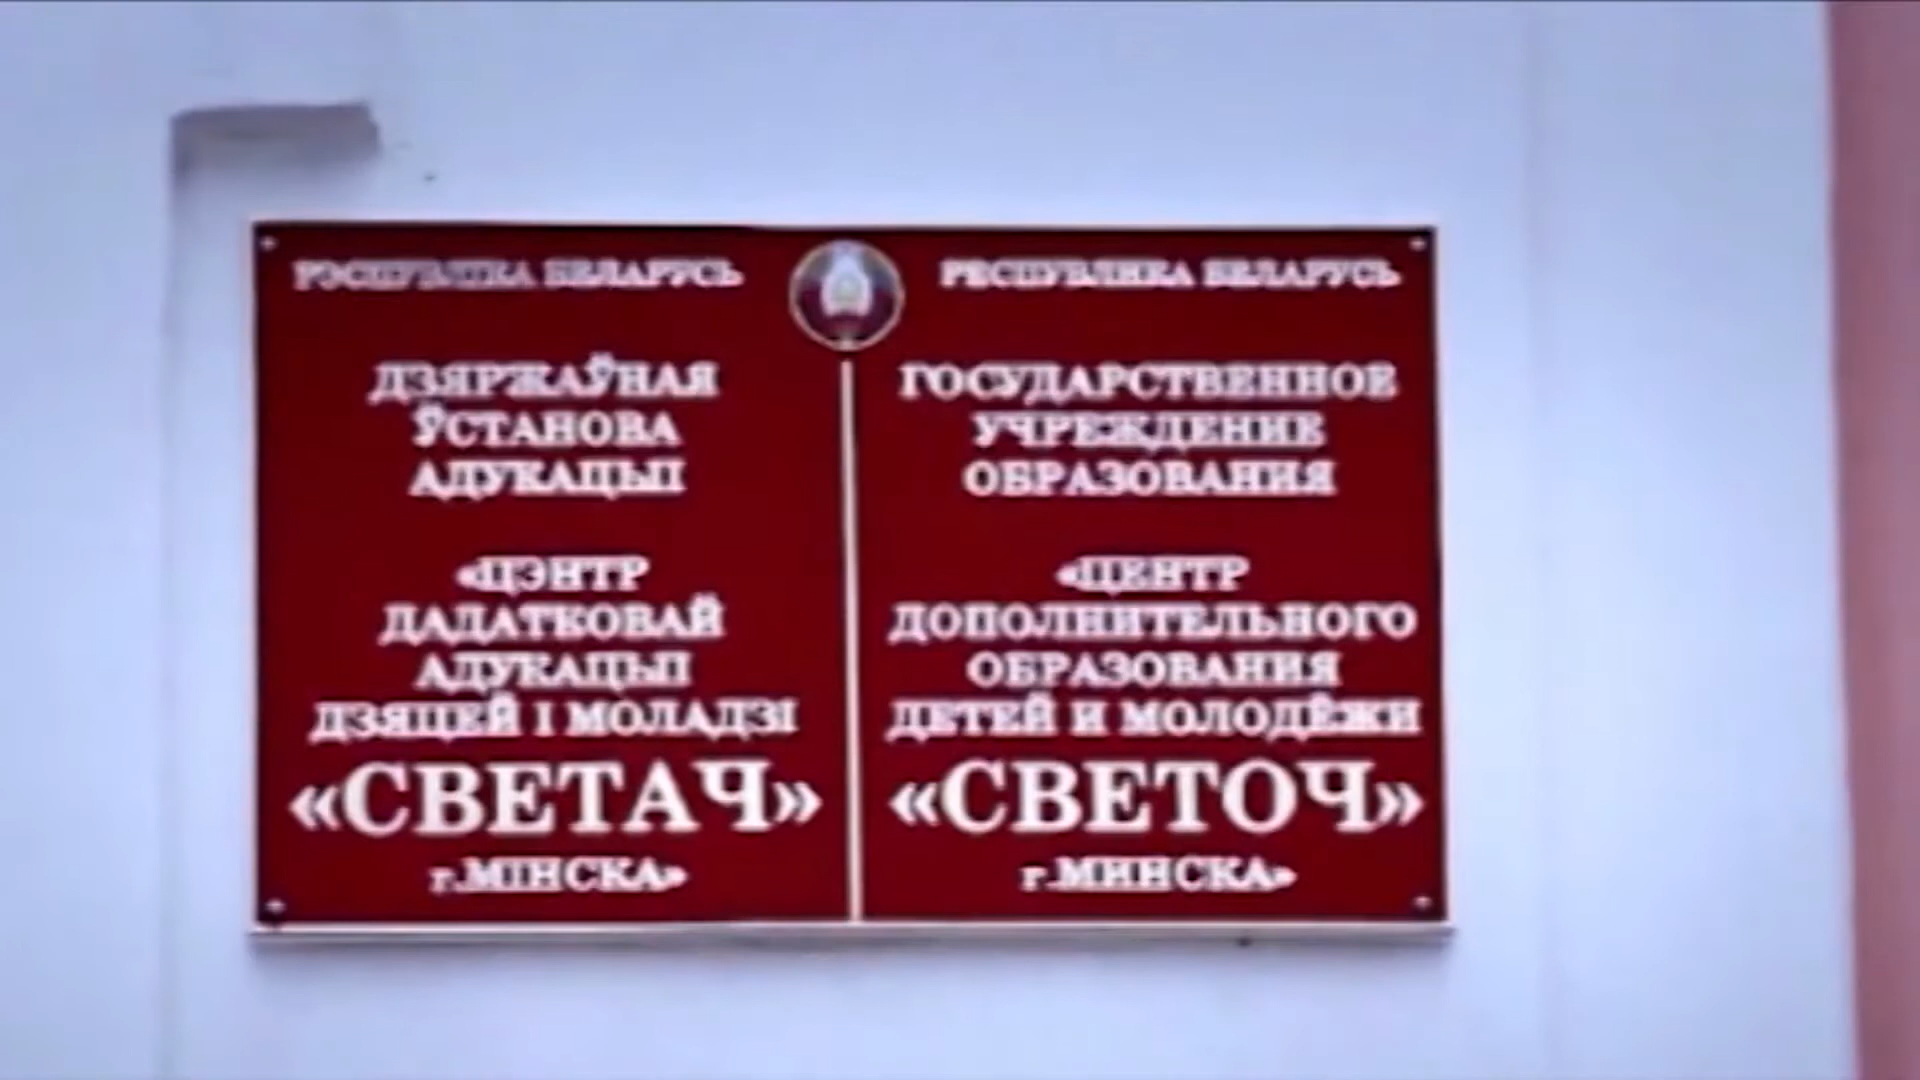 РЭСПУБЛІКА БЕЛАРУСЬ
ДЗЯРЖАЎНАЯ
ЎСТАНОВА
АДУКАЦЫІ
«ЦЭНТР
ДАДАТКОВАЙ
АДУКАЦЫІ
ДЗЯЦЕЙ І МОЛАДЗІ
«СВЕТАЧ»
г.МІНСКА»
РЕСПУБЛИКА БЕЛАРУСЬ
ГОСУДАРСТВЕННОЕ
УЧРЕЖДЕНИЕ
ОБРАЗОВАНИЯ
«ЦЕНТР
ДОПОЛНИТЕЛЬНОГО
ОБРАЗОВАНИЯ
ДЕТЕЙ И МОЛОДЁЖИ
«СВЕТОЧ»
г.МИНСКА»